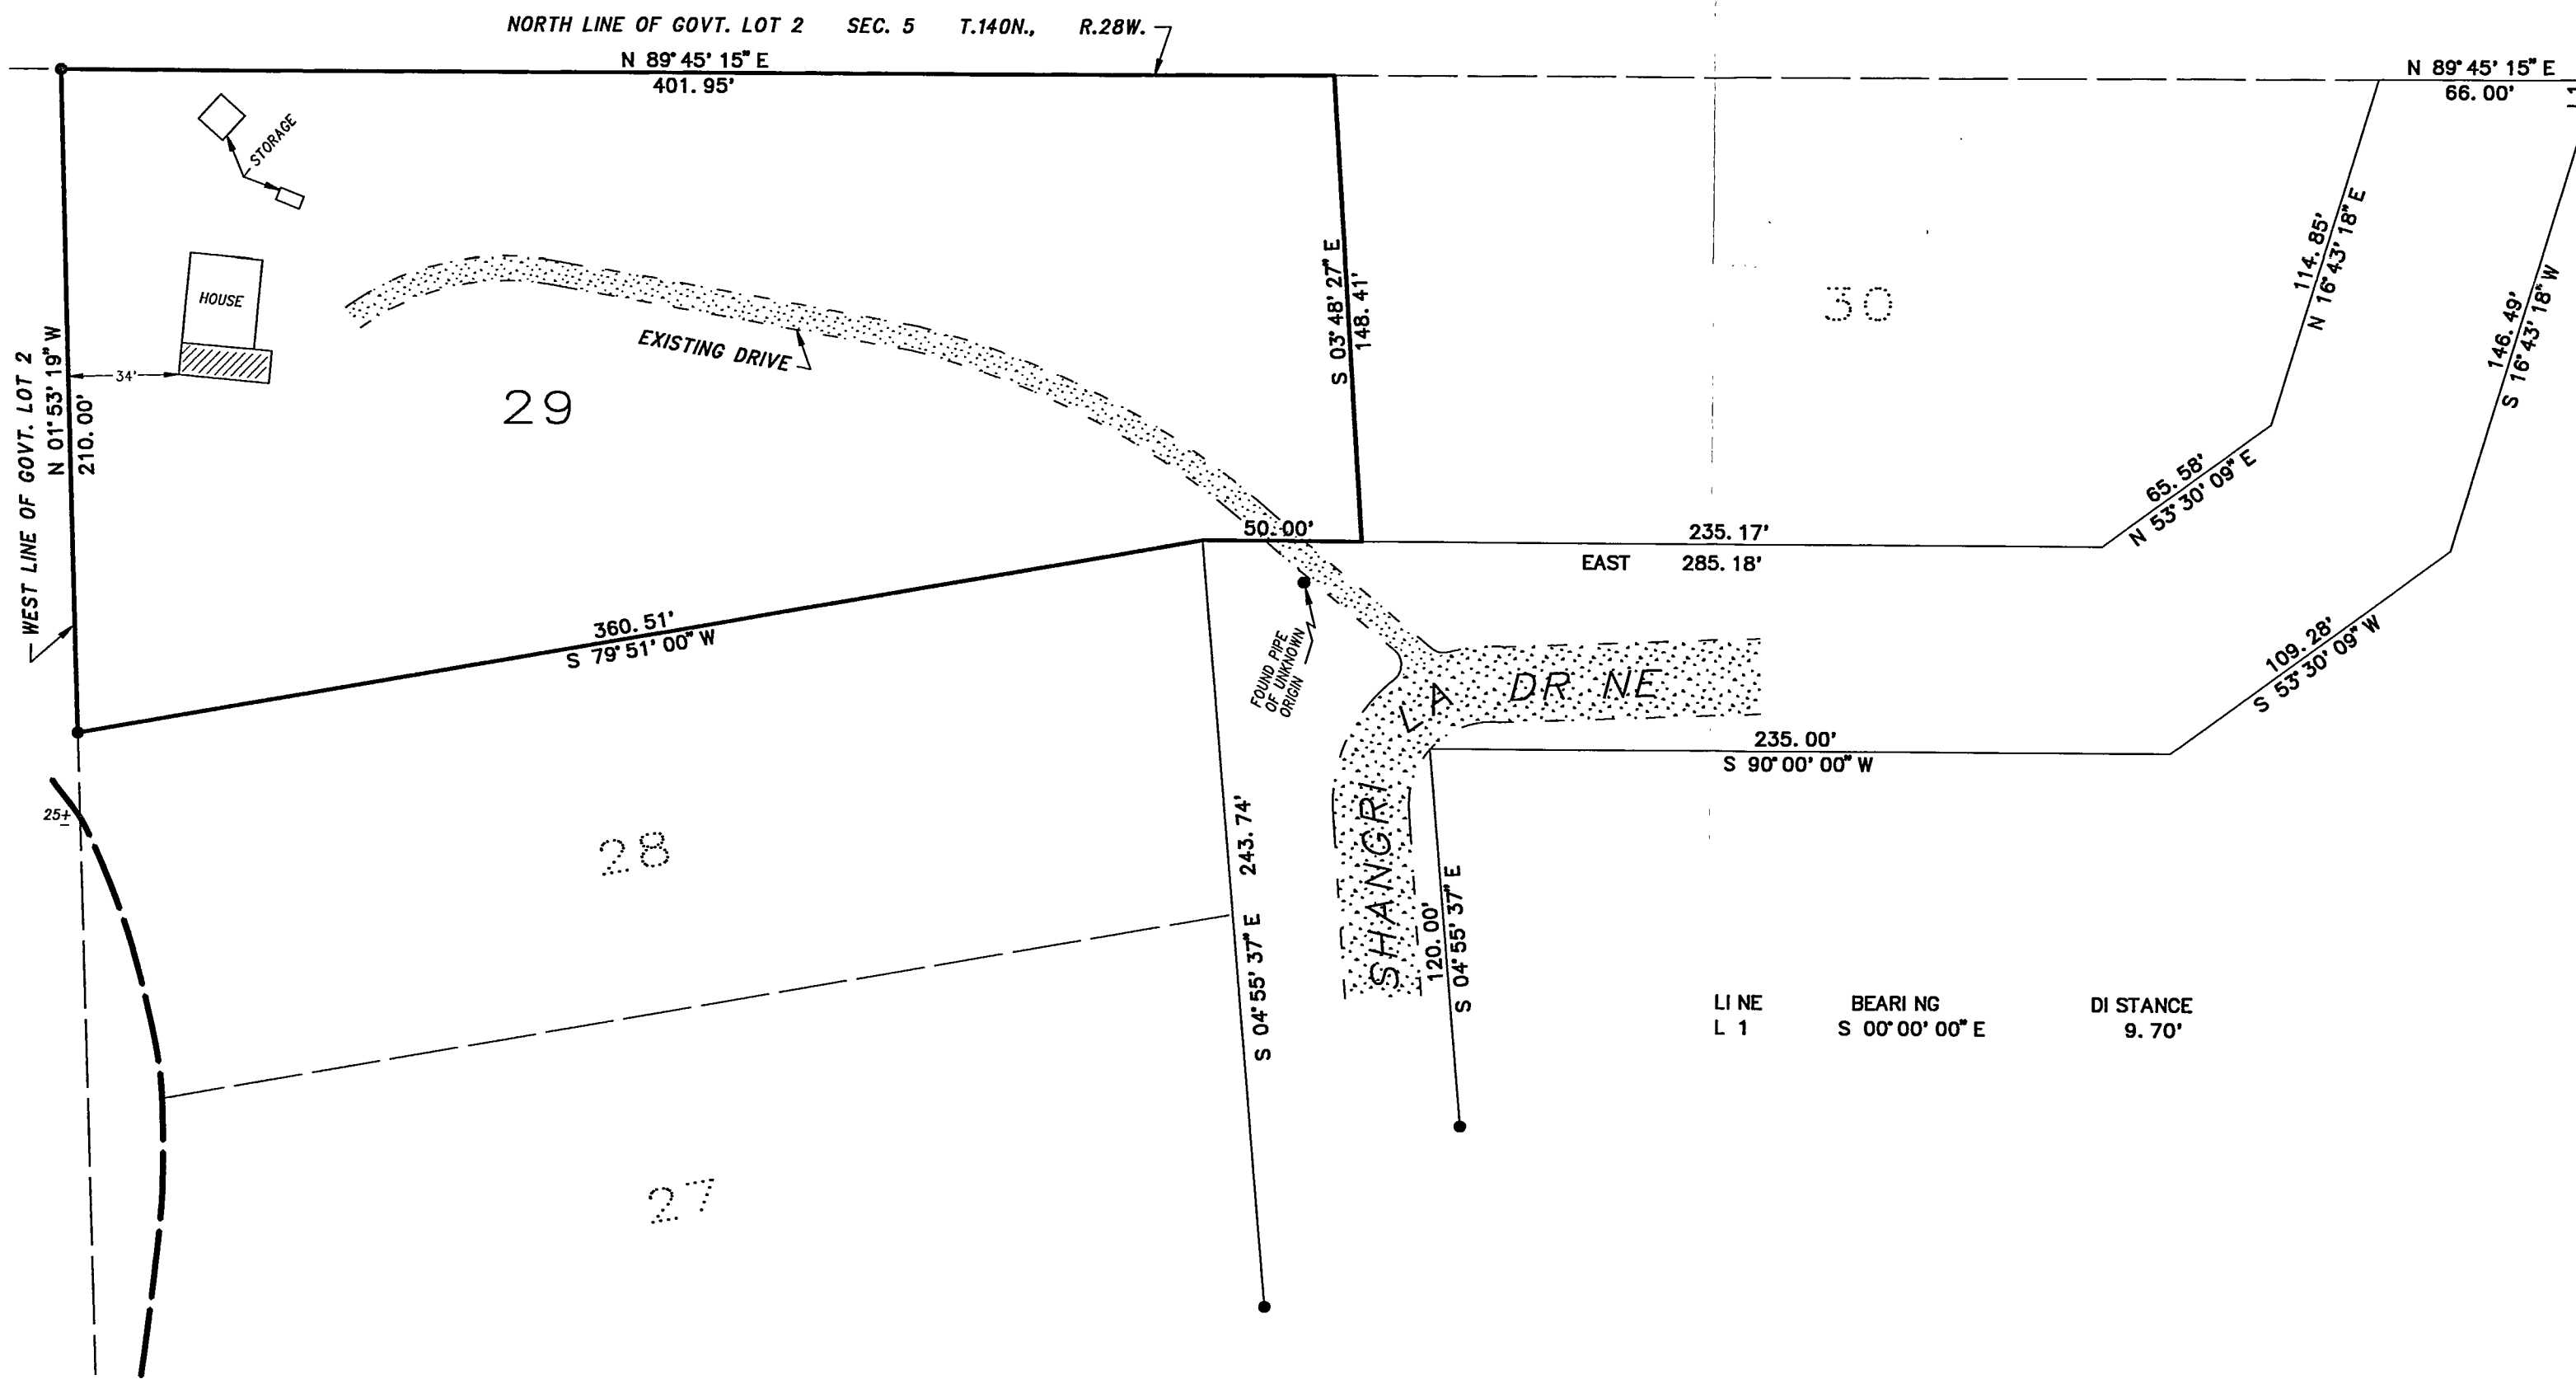 NORTH LINE OF GOVT. LOT 2 SEC. 5 T.140N., R.28W.
N 89°45'15" E
401.95'
N 89°45'15" E
66.00'
L1
STORAGE
HOUSE
34'
WEST LINE OF GOVT. LOT 2
N 01°53'19" W
210.00'
EXISTING DRIVE
29
S 03°48'27" E
148.41'
30
114.85'
N 16°43'18" E
146.49'
S 16°43'18" W
65.58'
N 53°30'09" E
50.00'
235.17'
EAST 285.18'
360.51'
S 79°51'00" W
FOUND PIPE
OF UNKNOWN
ORIGIN
SHANGRI LA DR NE
109.28'
S 53°30'09" W
235.00'
S 90°00'00" W
25±
28
S 04°55'37" E 243.74'
120.00'
S 04°55'37" E
LINE BEARING DISTANCE
L 1 S 00°00'00" E 9.70'
27